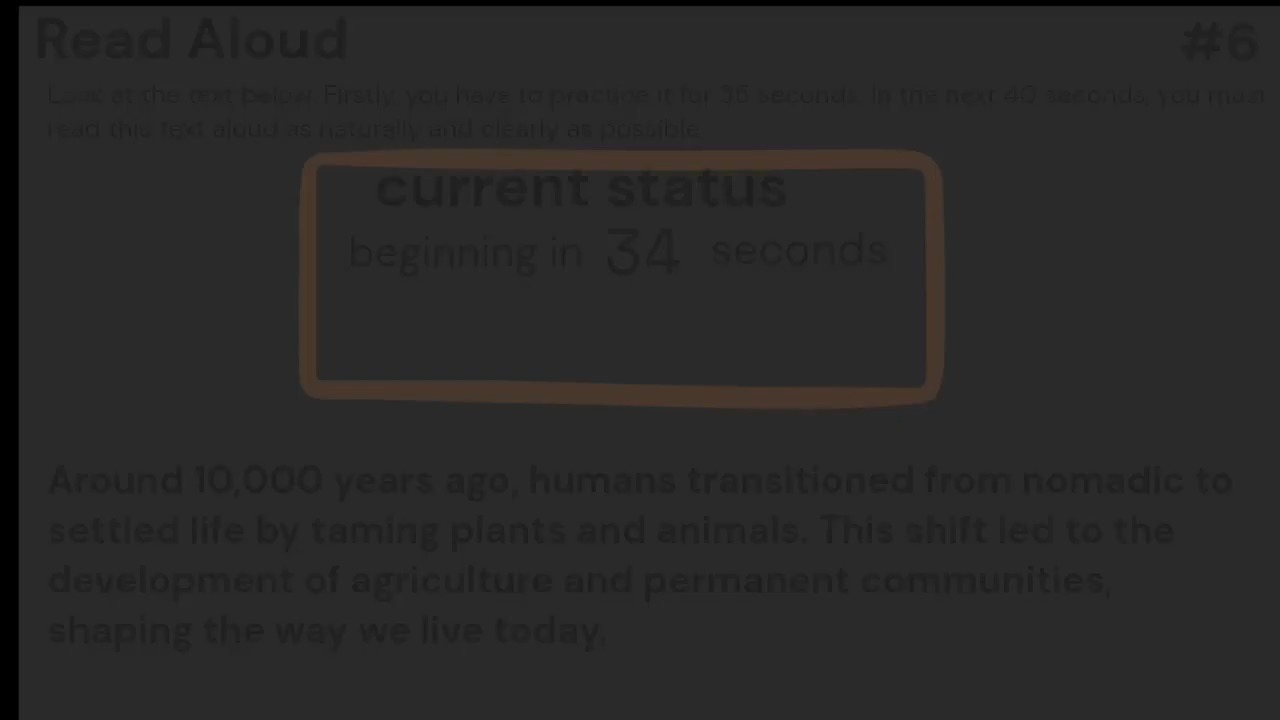 Read Aloud
#6
Look at the text below. Firstly, you have to practice it for 35 seconds. In the next 40 seconds, you must
read this text aloud as naturally and clearly as possible.
current status
beginning in 34 seconds
Around 10,000 years ago, humans transitioned from nomadic to
settled life by taming plants and animals. This shift led to the
development of agriculture and permanent communities,
shaping the way we live today.